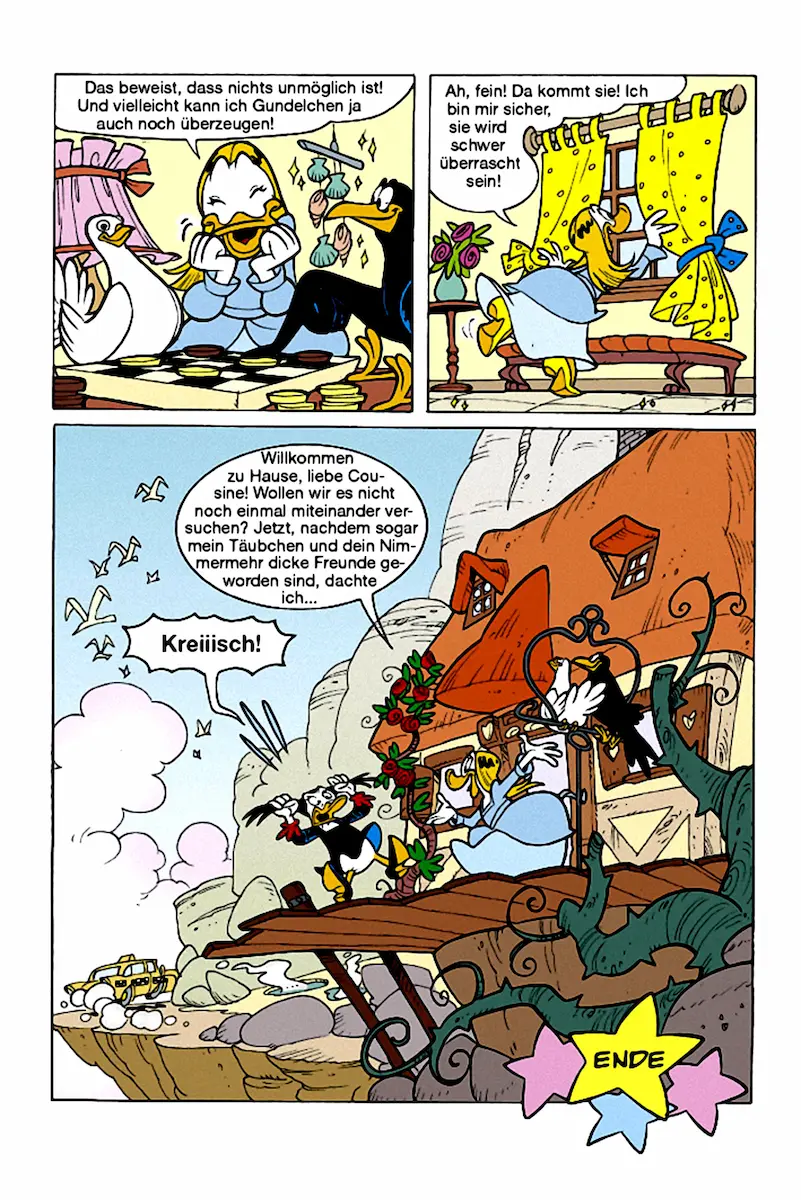 Das beweist, dass nichts unmöglich ist!
Und vielleicht kann ich Gundelchen ja
auch noch überzeugen!
Ah, fein! Da kommt sie! Ich
bin mir sicher,
sie wird
schwer
überrascht
sein!
Willkommen
zu Hause, liebe Cou-
sine! Wollen wir es nicht
noch einmal miteinander ver-
suchen? Jetzt, nachdem sogar
mein Täubchen und dein Nim-
mermehr dicke Freunde ge-
worden sind, dachte
ich...
Kreiiisch!
ENDE